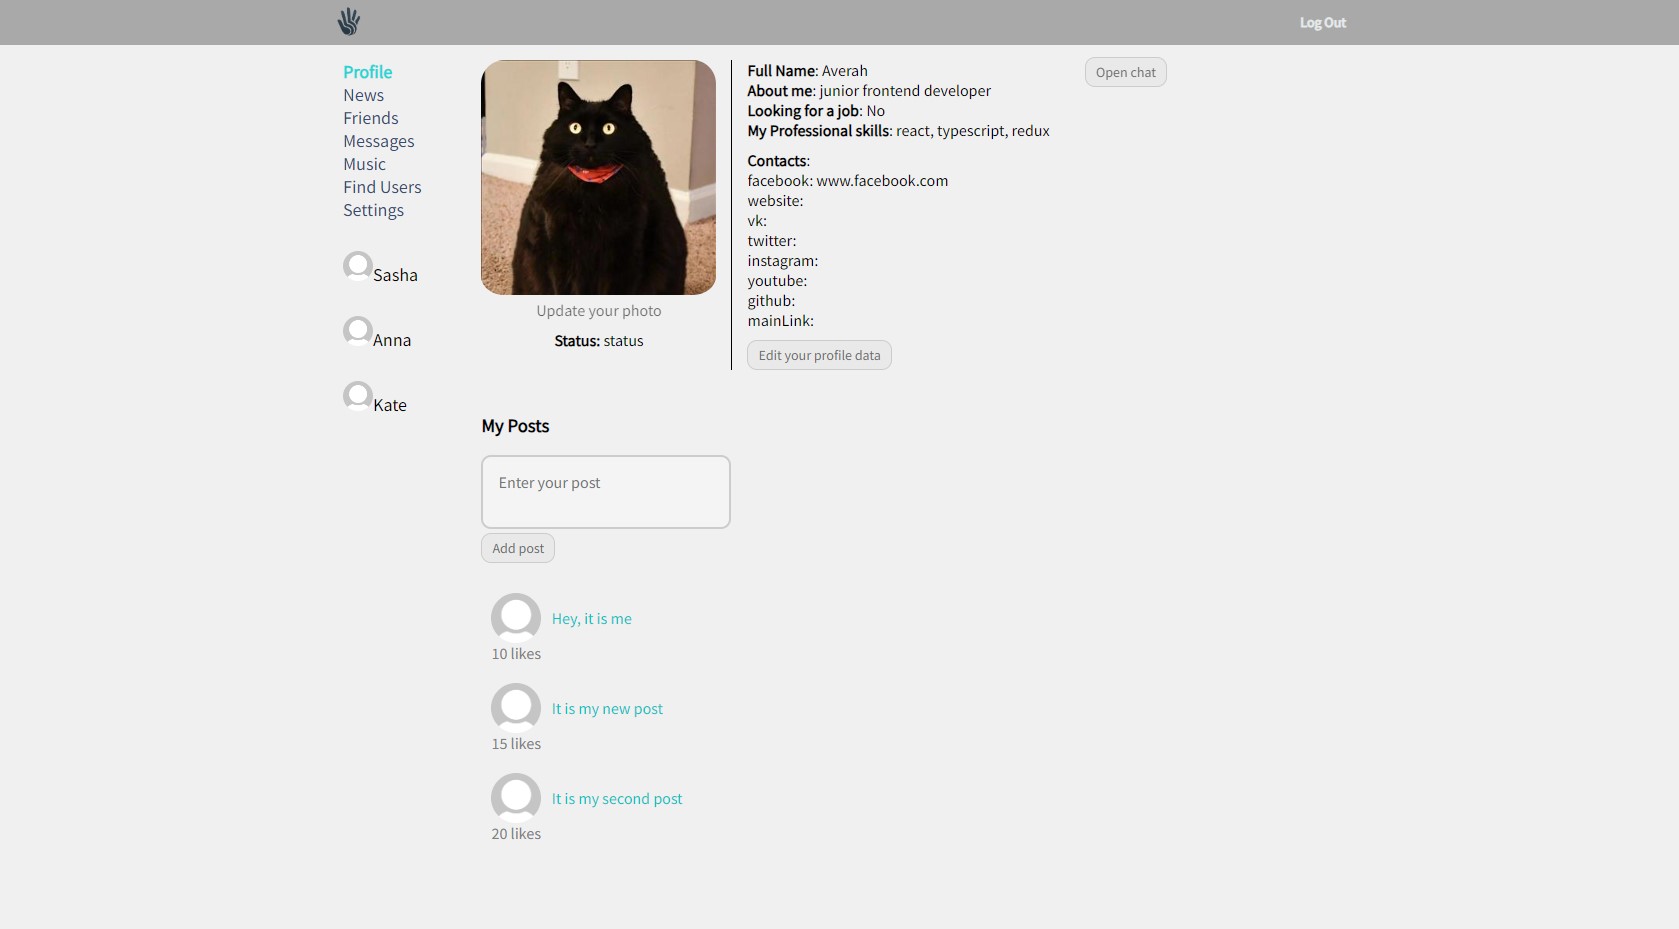 Log Out
Profile
News
Friends
Messages
Music
Find Users
Settings
Sasha
Anna
Kate
Update your photo
Status: status
Full Name: Averah
About me: junior frontend developer
Looking for a job: No
My Professional skills: react, typescript, redux
Contacts:
facebook: www.facebook.com
website:
vk:
twitter:
instagram:
youtube:
github:
mainLink:
Edit your profile data
Open chat
My Posts
Enter your post
Add post
Hey, it is me
10 likes
It is my new post
15 likes
It is my second post
20 likes